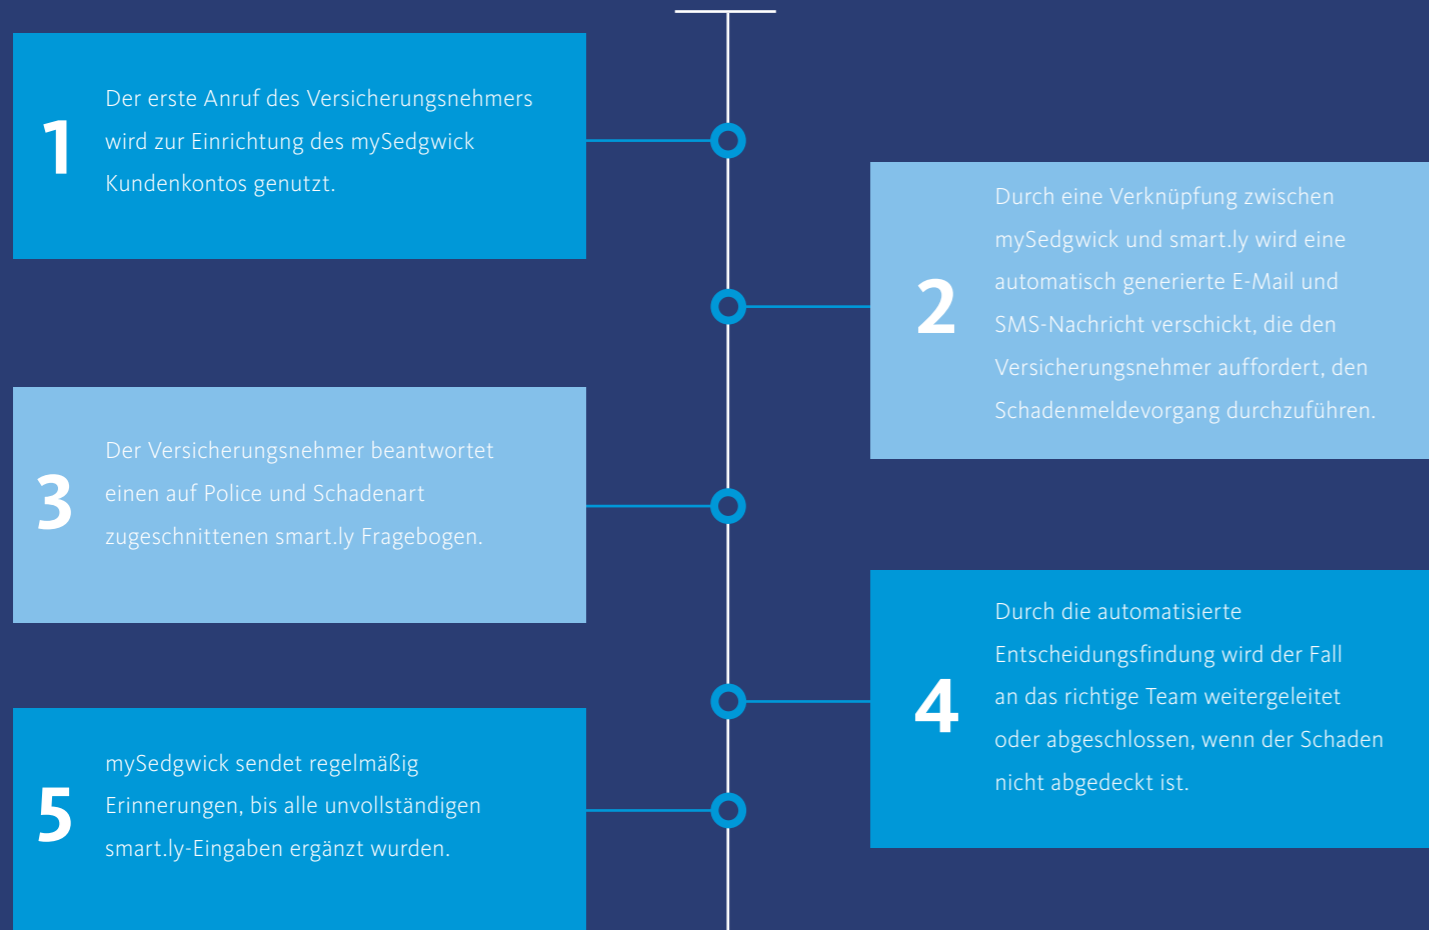 1
Der erste Anruf des Versicherungsnehmers
wird zur Einrichtung des mySedgwick
Kundenkontos genutzt.
2
Durch eine Verknüpfung zwischen
mySedgwick und smart.ly wird eine
automatisch generierte E-Mail und
SMS-Nachricht verschickt, die den
Versicherungsnehmer auffordert, den
Schadenmeldevorgang durchzuführen.
3
Der Versicherungsnehmer beantwortet
einen auf Police und Schadenart
zugeschnittenen smart.ly Fragebogen.
4
Durch die automatisierte
Entscheidungsfindung wird der Fall
an das richtige Team weitergeleitet
oder abgeschlossen, wenn der Schaden
nicht abgedeckt ist.
5
mySedgwick sendet regelmäßig
Erinnerungen, bis alle unvollständigen
smart.ly-Eingaben ergänzt wurden.